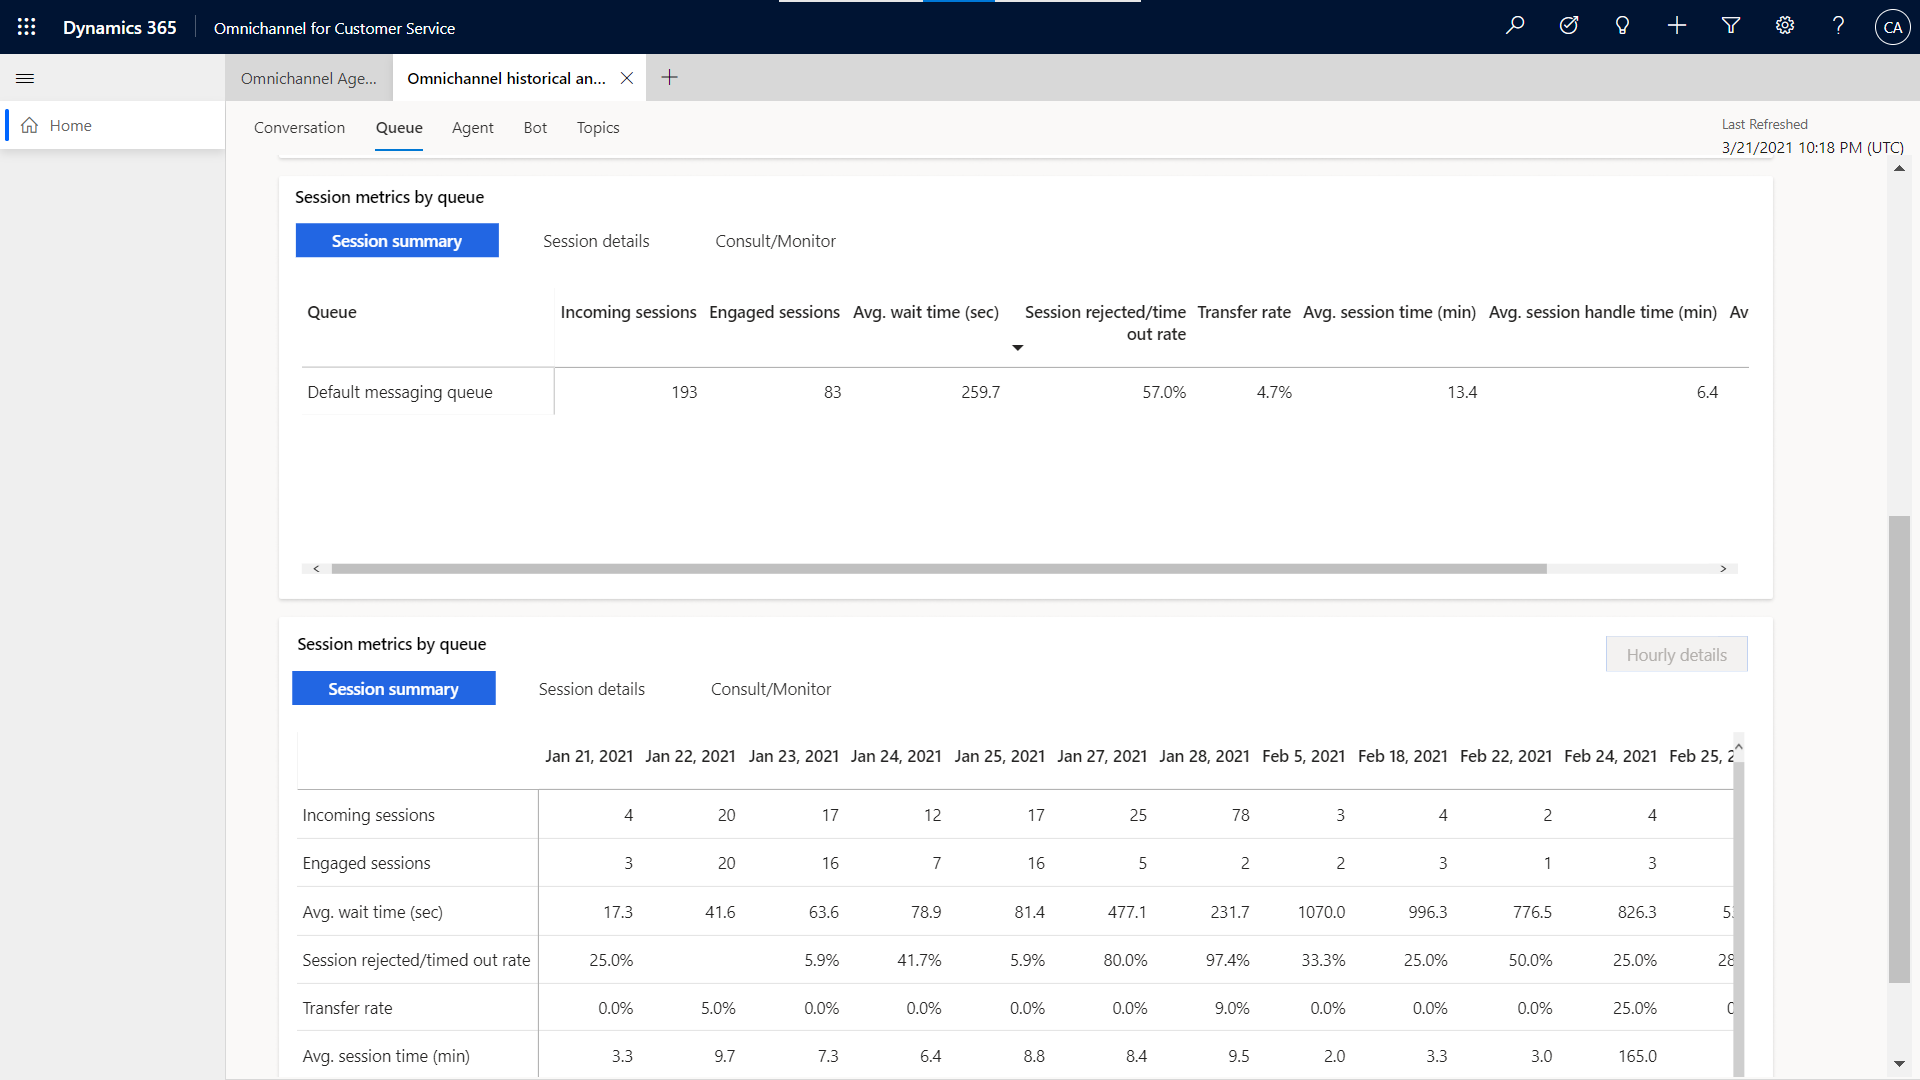 Dynamics 365 Omnichannel for Customer Service CA
Omnichannel Age... Omnichannel historical an...
Home
Conversation Queue Agent Bot Topics
Last Refreshed
3/21/2021 10:18 PM (UTC)
Session metrics by queue
Session summary Session details Consult/Monitor
Queue Incoming sessions Engaged sessions Avg. wait time (sec) Session rejected/time out rate Transfer rate Avg. session time (min) Avg. session handle time (min) Av
Default messaging queue 193 83 259.7 57.0% 4.7% 13.4 6.4
Session metrics by queue
Hourly details
Session summary Session details Consult/Monitor
Jan 21, 2021 Jan 22, 2021 Jan 23, 2021 Jan 24, 2021 Jan 25, 2021 Jan 27, 2021 Jan 28, 2021 Feb 5, 2021 Feb 18, 2021 Feb 22, 2021 Feb 24, 2021 Feb 25, 2
Incoming sessions 4 20 17 12 17 25 78 3 4 2 4
Engaged sessions 3 20 16 7 16 5 2 2 3 1 3
Avg. wait time (sec) 17.3 41.6 63.6 78.9 81.4 477.1 231.7 1070.0 996.3 776.5 826.3
Session rejected/timed out rate 25.0% 5.9% 41.7% 5.9% 80.0% 97.4% 33.3% 25.0% 50.0% 25.0% 28
Transfer rate 0.0% 5.0% 0.0% 0.0% 0.0% 0.0% 9.0% 0.0% 0.0% 0.0% 25.0%
Avg. session time (min) 3.3 9.7 7.3 6.4 8.8 8.4 9.5 2.0 3.3 3.0 165.0